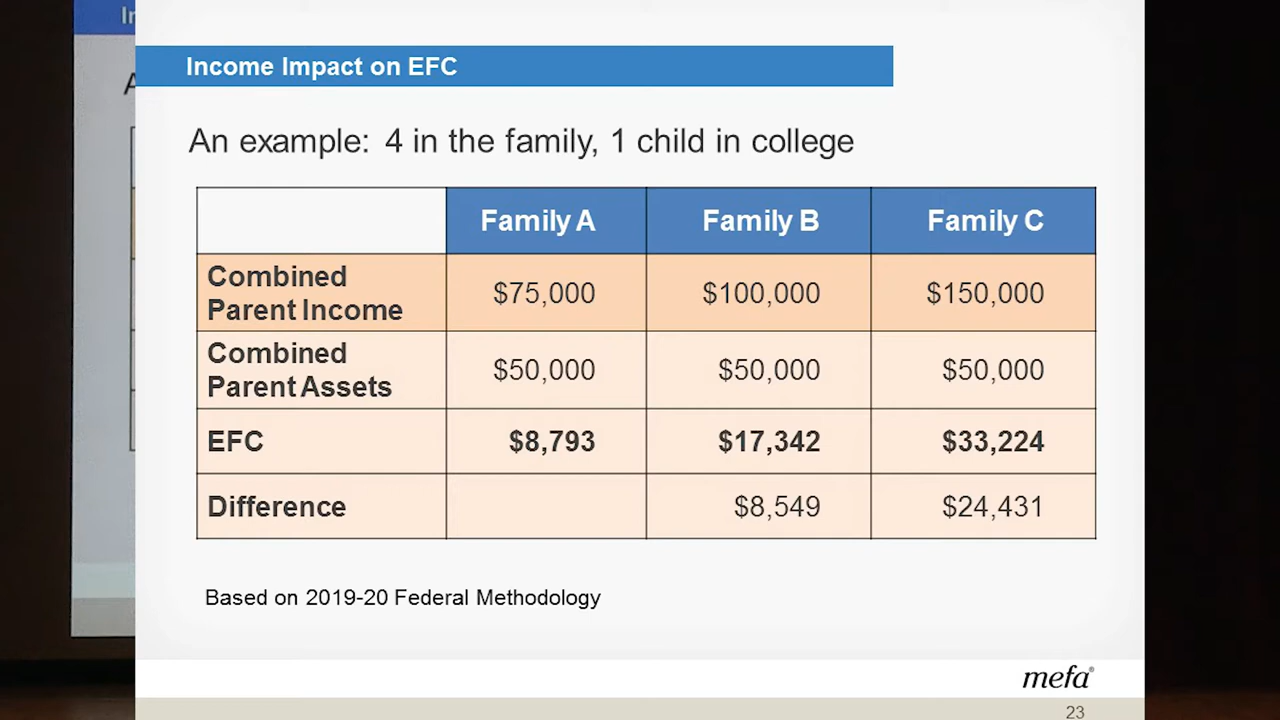 In
A
Income Impact on EFC
An example: 4 in the family, 1 child in college
Family A Family B Family C
Combined
Parent Income $75,000 $100,000 $150,000
Combined
Parent Assets $50,000 $50,000 $50,000
EFC $8,793 $17,342 $33,224
Difference $8,549 $24,431
Based on 2019-20 Federal Methodology
mefa®
23